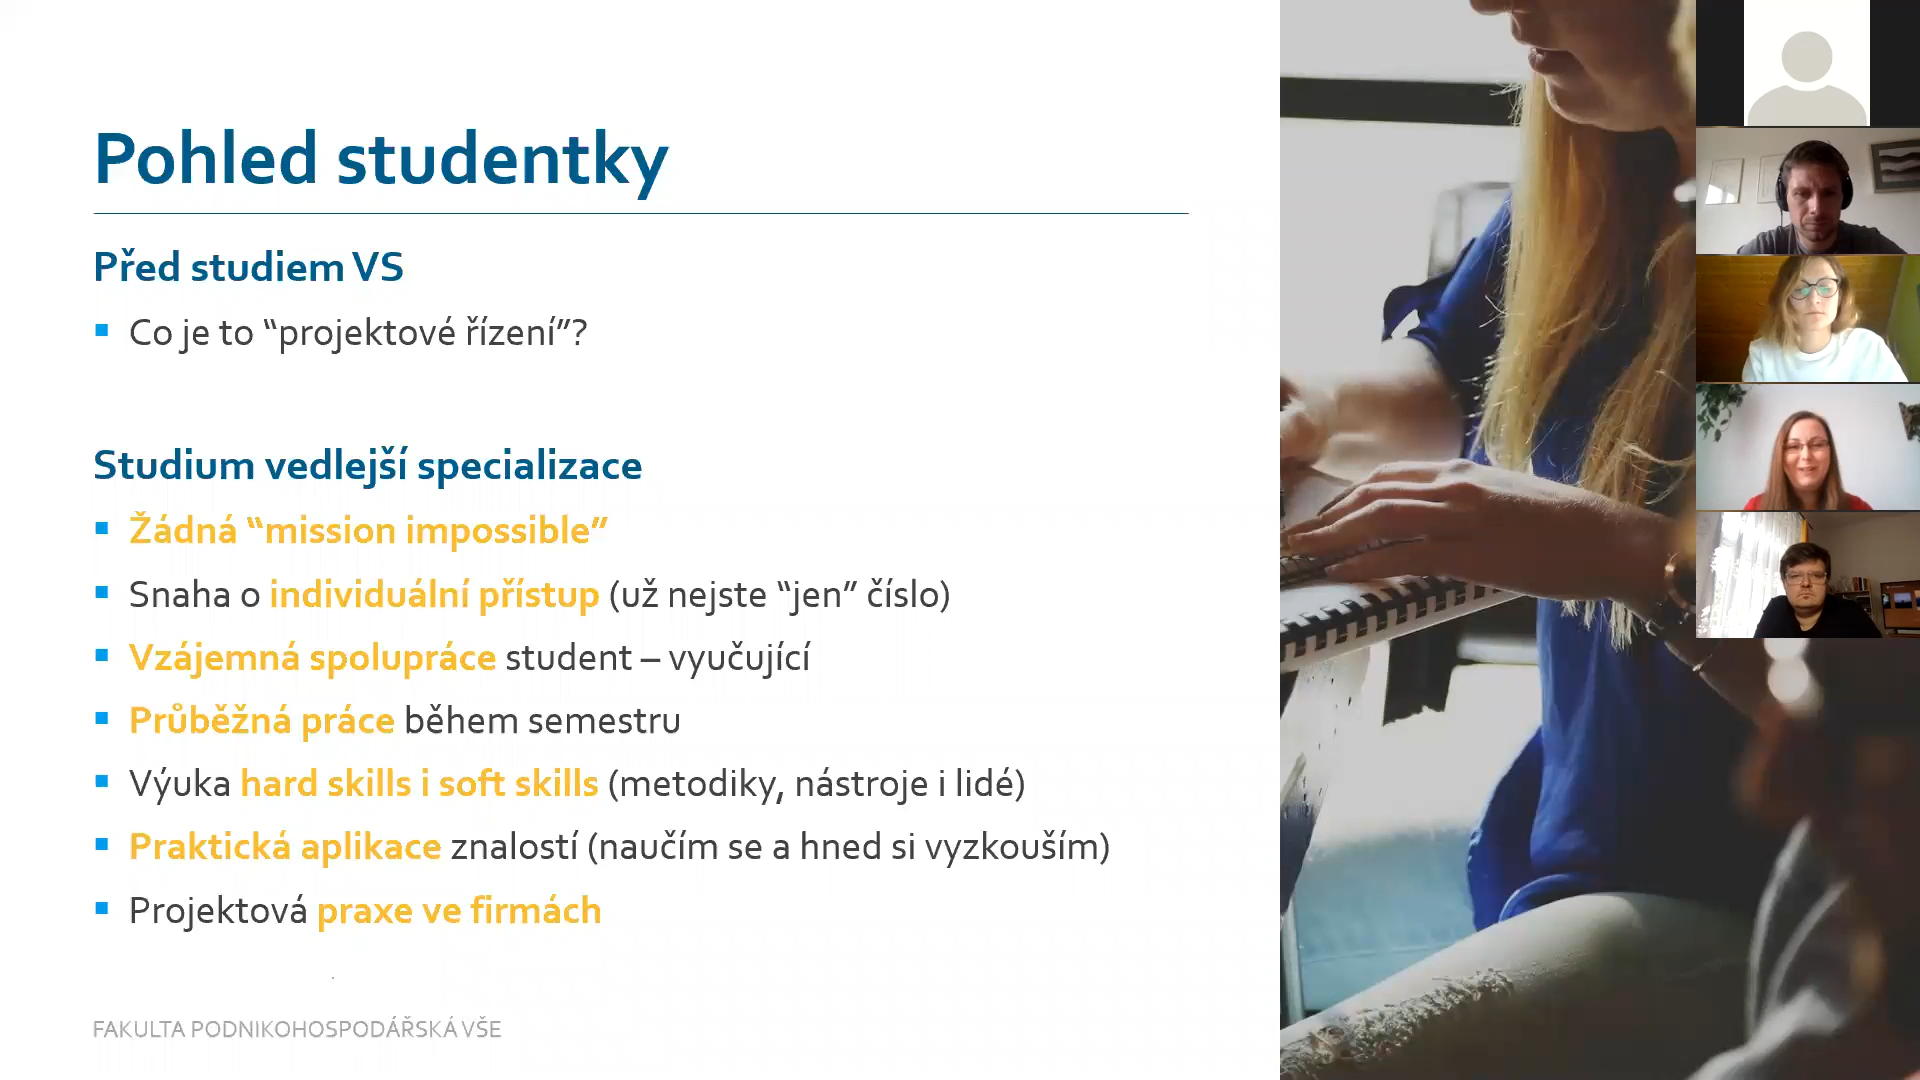 Pohled studentky
Před studiem VS
Co je to “projektové řízení”?
Studium vedlejší specializace
Žádná “mission impossible”
Snaha o individuální přístup (už nejste “jen” číslo)
Vzájemná spolupráce student – vyučující
Průběžná práce během semestru
Výuka hard skills i soft skills (metodiky, nástroje i lidé)
Praktická aplikace znalostí (naučím se a hned si vyzkouším)
Projektová praxe ve firmách
FAKULTA PODNIKOHOSPODÁŘSKÁ VŠE